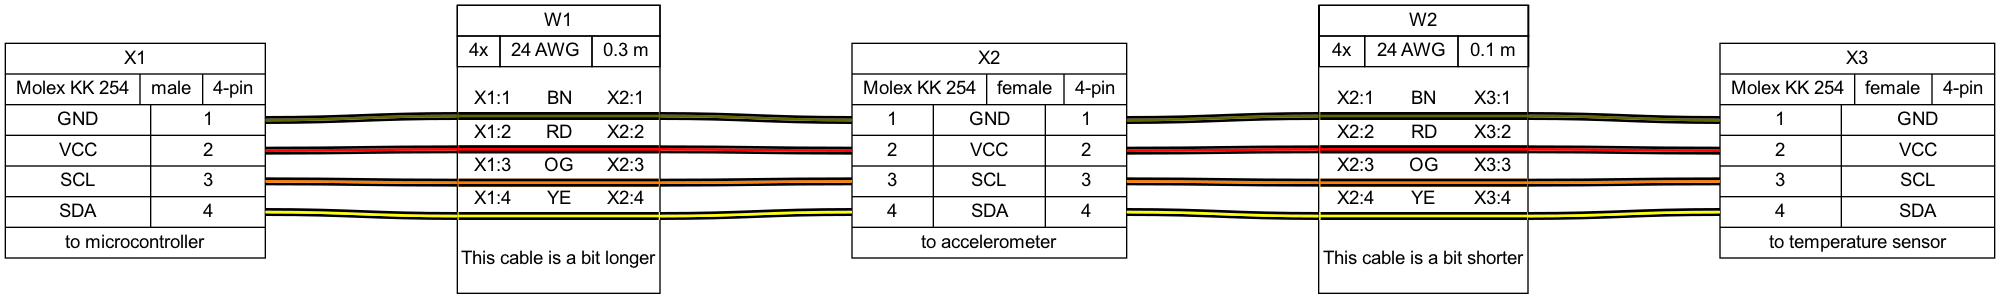 X1
Molex KK 254 male 4-pin
GND 1
VCC 2
SCL 3
SDA 4
to microcontroller
W1
4x 24 AWG 0.3 m
X1:1 BN X2:1
X1:2 RD X2:2
X1:3 OG X2:3
X1:4 YE X2:4
This cable is a bit longer
X2
Molex KK 254 female 4-pin
1 GND 1
2 VCC 2
3 SCL 3
4 SDA 4
to accelerometer
W2
4x 24 AWG 0.1 m
X2:1 BN X3:1
X2:2 RD X3:2
X2:3 OG X3:3
X2:4 YE X3:4
This cable is a bit shorter
X3
Molex KK 254 female 4-pin
1 GND
2 VCC
3 SCL
4 SDA
to temperature sensor